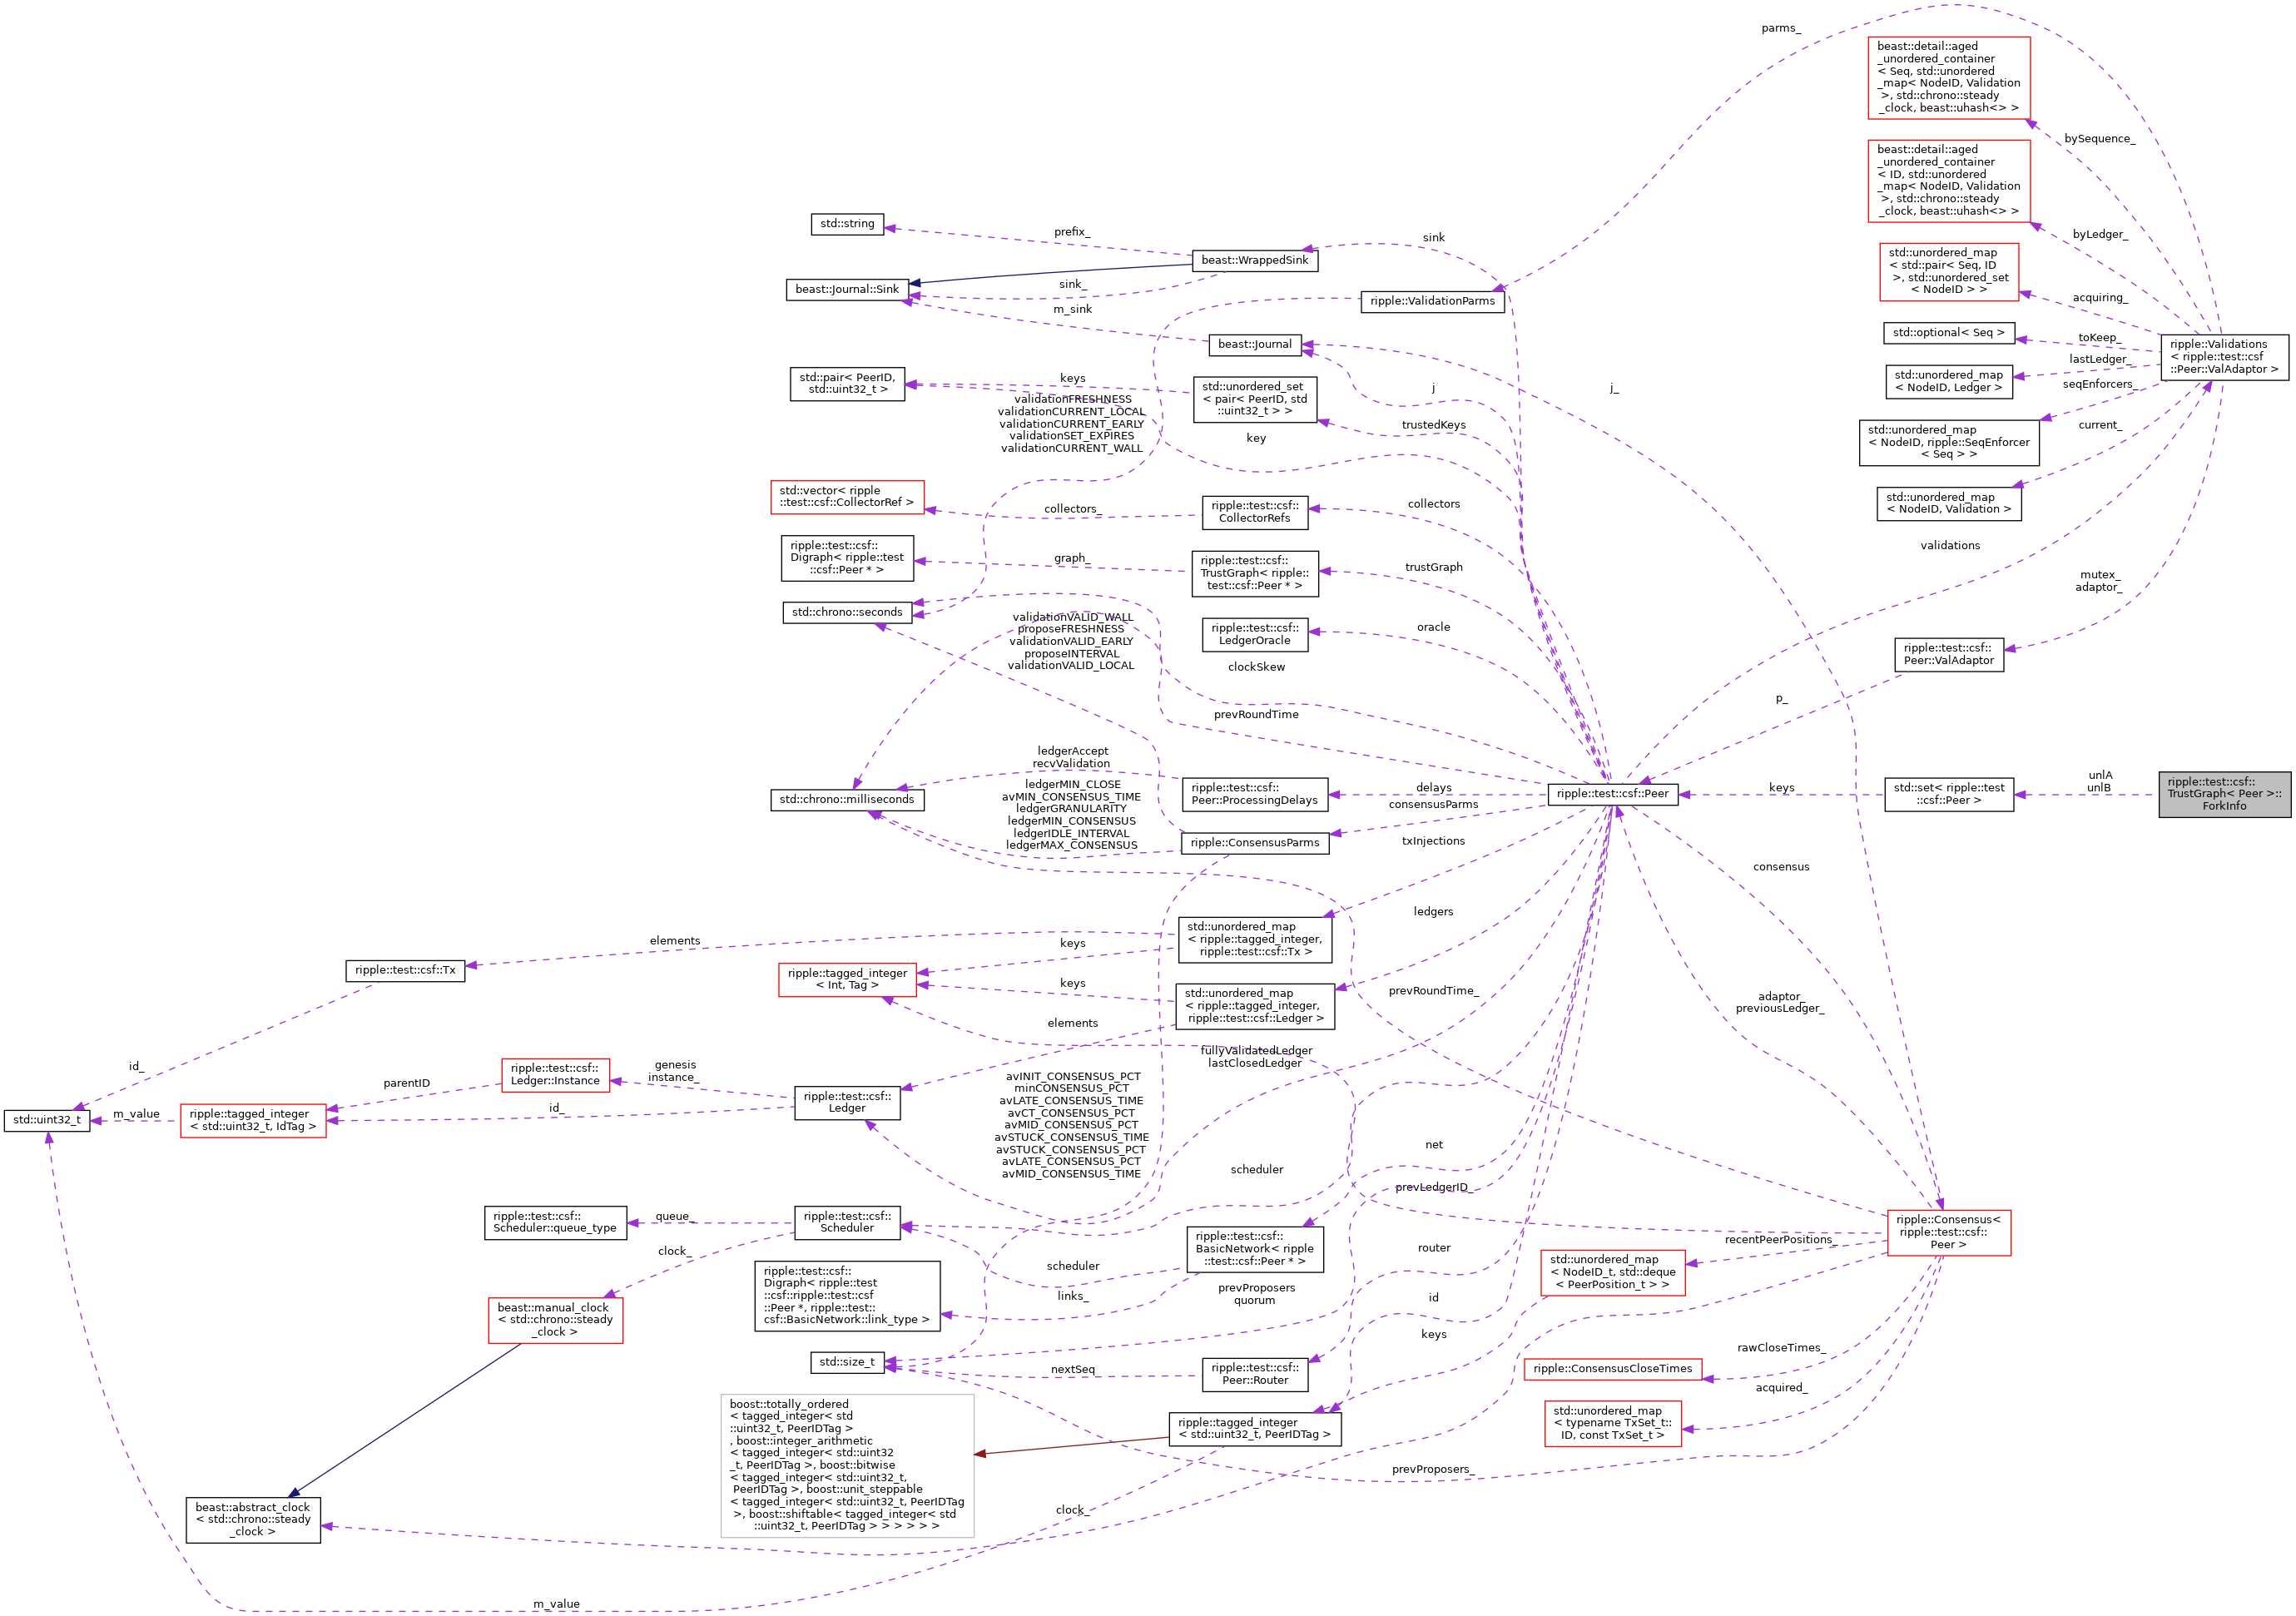 parms_
beast::detail::aged
_unordered_container
< Seq, std::unordered
_map< NodeID, Validation
>, std::chrono::steady
_clock, beast::uhash<> >
bySequence_
beast::detail::aged
_unordered_container
< ID, std::unordered
_map< NodeID, Validation
>, std::chrono::steady
_clock, beast::uhash<> >
byLedger_
std::unordered_map
< std::pair< Seq, ID
>, std::unordered_set
< NodeID > >
acquiring_
std::optional< Seq >
toKeep_
std::unordered_map
< NodeID, Ledger >
lastLedger_
seqEnforcers_
std::unordered_map
< NodeID, ripple::SeqEnforcer
< Seq > >
current_
std::unordered_map
< NodeID, Validation >
ripple::Validations
< ripple::test::csf
::Peer::ValAdaptor >
std::string
prefix_
beast::WrappedSink
sink
beast::Journal::Sink
sink_
m_sink
ripple::ValidationParms
beast::Journal
j
j_
std::pair< PeerID,
std::uint32_t >
keys
std::unordered_set
< pair< PeerID, std
::uint32_t > >
trustedKeys
validationFRESHNESS
validationCURRENT_LOCAL
validationCURRENT_EARLY
validationSET_EXPIRES
validationCURRENT_WALL
key
std::vector< ripple
::test::csf::CollectorRef >
collectors_
ripple::test::csf::
CollectorRefs
collectors
ripple::test::csf::
Digraph< ripple::test
::csf::Peer * >
graph_
ripple::test::csf::
TrustGraph< ripple::
test::csf::Peer * >
trustGraph
validations
mutex_
adaptor_
std::chrono::seconds
validationVALID_WALL
proposeFRESHNESS
validationVALID_EARLY
proposeINTERVAL
validationVALID_LOCAL
ripple::test::csf::
LedgerOracle
oracle
clockSkew
ripple::test::csf::
Peer::ValAdaptor
p_
prevRoundTime
ledgerAccept
recvValidation
std::chrono::milliseconds
ledgerMIN_CLOSE
avMIN_CONSENSUS_TIME
ledgerGRANULARITY
ledgerMIN_CONSENSUS
ledgerIDLE_INTERVAL
ledgerMAX_CONSENSUS
ripple::test::csf::
Peer::ProcessingDelays
delays
consensusParms
ripple::ConsensusParms
txInjections
ripple::test::csf::Peer
keys
std::set< ripple::test
::csf::Peer >
unlA
unlB
ripple::test::csf::
TrustGraph< Peer >::
ForkInfo
consensus
ripple::test::csf::Tx
elements
keys
std::unordered_map
< ripple::tagged_integer,
ripple::test::csf::Tx >
ledgers
ripple::tagged_integer
< Int, Tag >
keys
std::unordered_map
< ripple::tagged_integer,
ripple::test::csf::Ledger >
prevRoundTime_
adaptor_
previousLedger_
elements
id_
ripple::test::csf::
Ledger::Instance
genesis
instance_
parentID
fullyValidatedLedger
lastClosedLedger
std::uint32_t
m_value
ripple::tagged_integer
< std::uint32_t, IdTag >
id_
ripple::test::csf::
Ledger
avINIT_CONSENSUS_PCT
minCONSENSUS_PCT
avLATE_CONSENSUS_TIME
avCT_CONSENSUS_PCT
avMID_CONSENSUS_PCT
avSTUCK_CONSENSUS_TIME
avSTUCK_CONSENSUS_PCT
avLATE_CONSENSUS_PCT
avMID_CONSENSUS_TIME
scheduler
net
prevLedgerID_
ripple::test::csf::
Scheduler::queue_type
queue_
clock_
ripple::test::csf::
Scheduler
scheduler
ripple::test::csf::
BasicNetwork< ripple
::test::csf::Peer * >
router
ripple::Consensus<
ripple::test::csf::
Peer >
recentPeerPositions_
std::unordered_map
< NodeID_t, std::deque
< PeerPosition_t > >
ripple::test::csf::
Digraph< ripple::test
::csf::ripple::test::csf
::Peer *, ripple::test::
csf::BasicNetwork::link_type >
links_
prevProposers
quorum
id
keys
beast::manual_clock
< std::chrono::steady
_clock >
std::size_t
nextSeq
ripple::test::csf::
Peer::Router
ripple::ConsensusCloseTimes
rawCloseTimes_
acquired_
std::unordered_map
< typename TxSet_t::
ID, const TxSet_t >
boost::totally_ordered
< tagged_integer< std
::uint32_t, PeerIDTag >
, boost::integer_arithmetic
< tagged_integer< std::uint32
_t, PeerIDTag >, boost::bitwise
< tagged_integer< std::uint32_t,
PeerIDTag >, boost::unit_steppable
< tagged_integer< std::uint32_t, PeerIDTag
>, boost::shiftable< tagged_integer< std
::uint32_t, PeerIDTag > > > > > >
ripple::tagged_integer
< std::uint32_t, PeerIDTag >
prevProposers_
clock_
beast::abstract_clock
< std::chrono::steady
_clock >
m_value